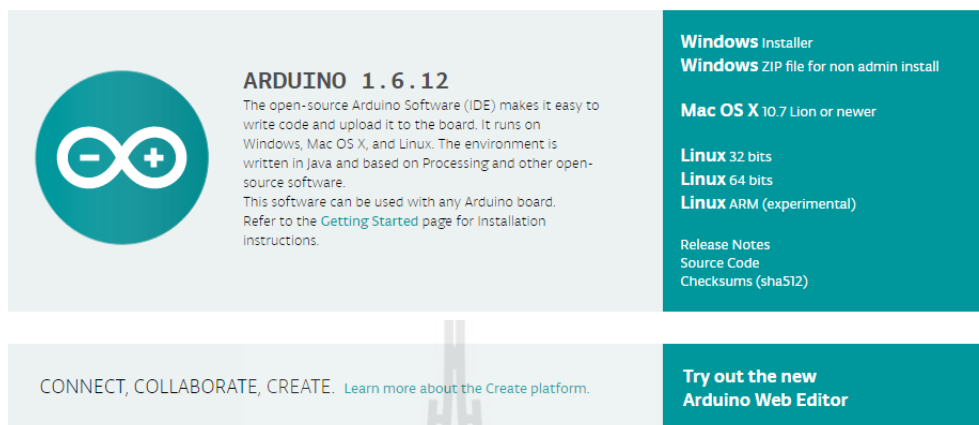 ARDUINO 1.6.12
The open-source Arduino Software (IDE) makes it easy to
write code and upload it to the board. It runs on
Windows, Mac OS X, and Linux. The environment is
written in Java and based on Processing and other open-
source software.
This software can be used with any Arduino board.
Refer to the Getting Started page for Installation
instructions.
Windows Installer
Windows ZIP file for non admin install
Mac OS X 10.7 Lion or newer
Linux 32 bits
Linux 64 bits
Linux ARM (experimental)
Release Notes
Source Code
Checksums (sha512)
CONNECT, COLLABORATE, CREATE. Learn more about the Create platform.
Try out the new
Arduino Web Editor